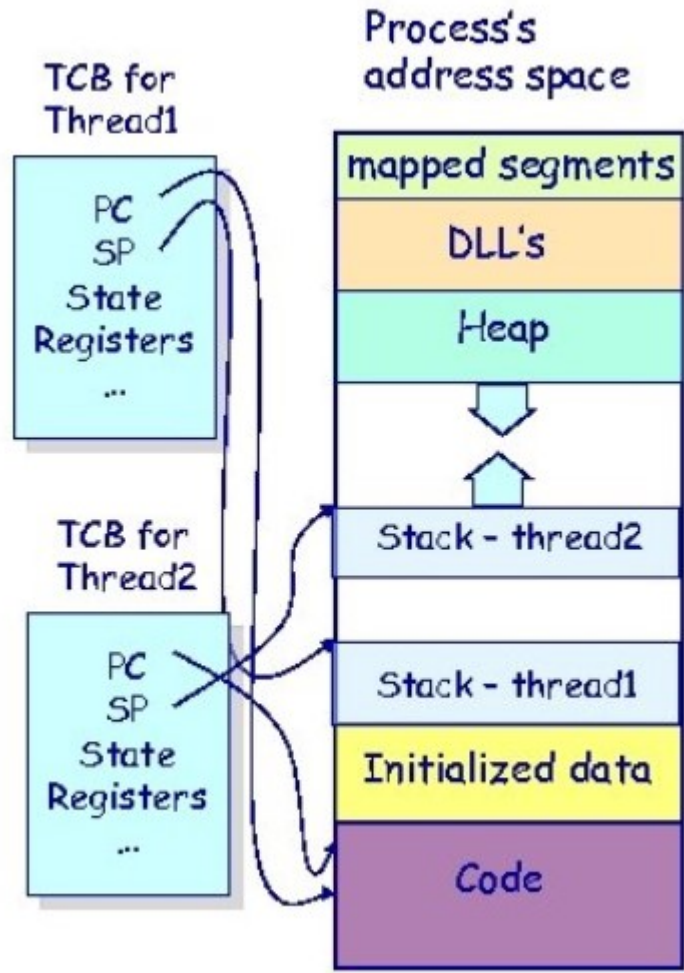 TCB for
Thread1
PC
SP
State
Registers
...
TCB for
Thread2
PC
SP
State
Registers
...
Process's
address space
mapped segments
DLL's
Heap
Stack - thread2
Stack - thread1
Initialized data
Code